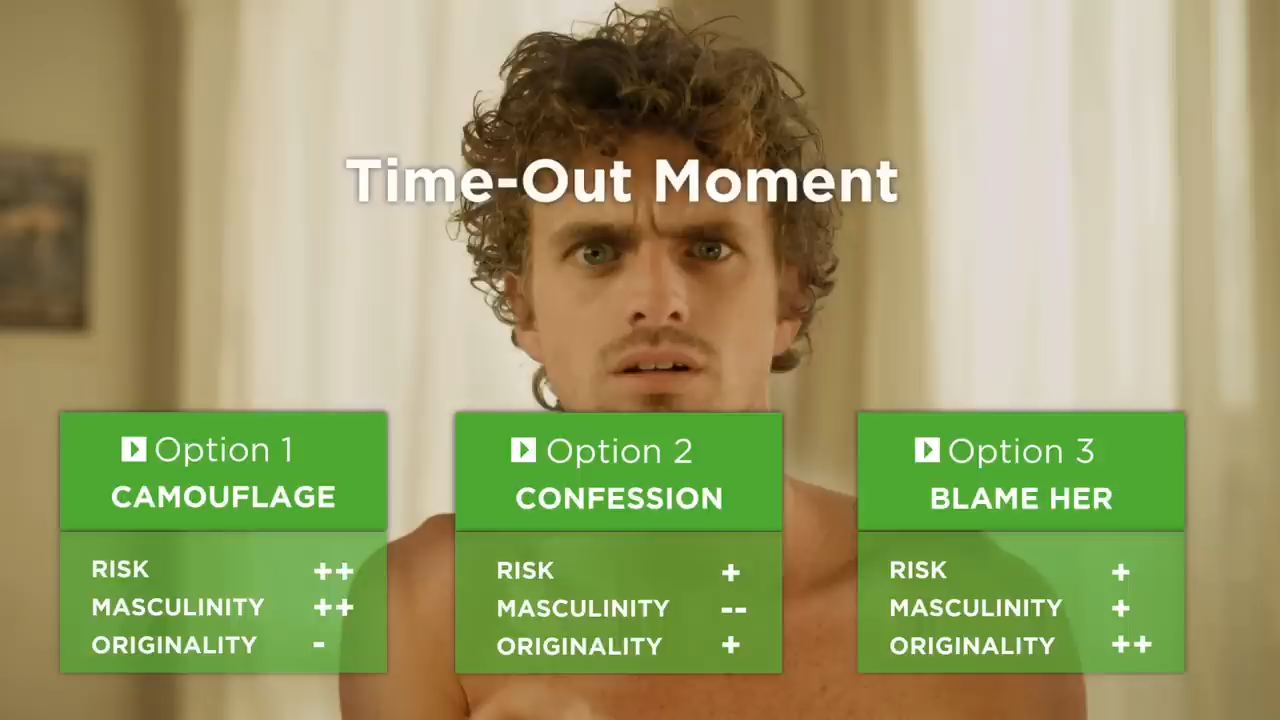 Time-Out Moment
Option 1
CAMOUFLAGE
RISK ++
MASCULINITY ++
ORIGINALITY -
Option 2
CONFESSION
RISK +
MASCULINITY --
ORIGINALITY +
Option 3
BLAME HER
RISK +
MASCULINITY +
ORIGINALITY ++